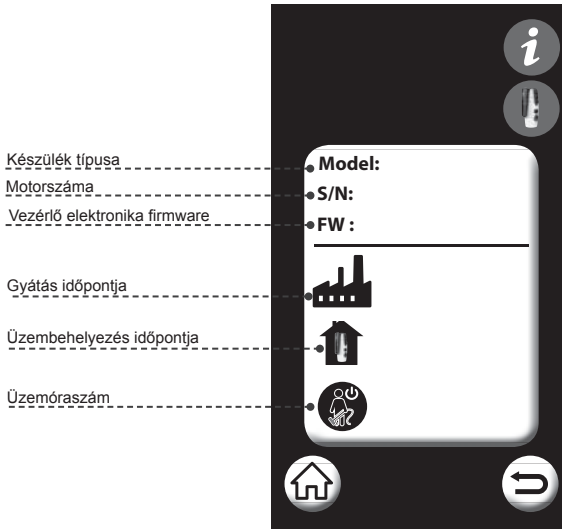 i
Készülék típusa
Model:
Motorszáma
S/N:
Vezérlő elektronika firmware
FW :
Gyátás időpontja
Üzembehelyezés időpontja
Üzemóraszám